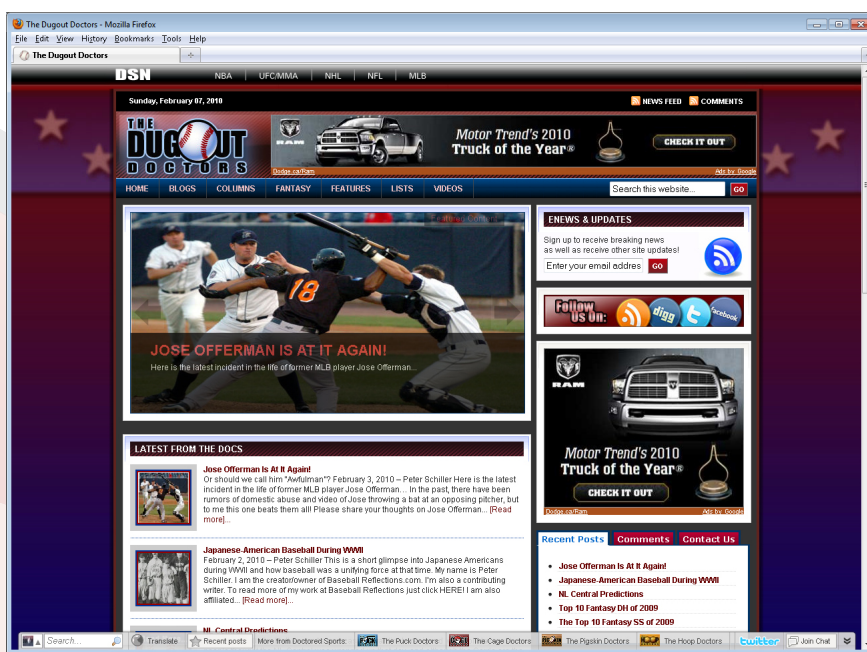 The Dugout Doctors - Mozilla Firefox
File Edit View History Bookmarks Tools Help
The Dugout Doctors
DSN NBA UFC/MMA NHL NFL MLB
Sunday, February 07, 2010
NEWS FEED COMMENTS
THE
DUGOUT
DOCTORS
RAM
Motor Trend's 2010
Truck of the Year®
CHECK IT OUT
Dodge.ca/Ram
Ads by Google
HOME BLOGS COLUMNS FANTASY FEATURES LISTS VIDEOS
Search this website... GO
18
JOSE OFFERMAN IS AT IT AGAIN!
Here is the latest incident in the life of former MLB player Jose Offerman...
ENEWS & UPDATES
Sign up to receive breaking news
as well as receive other site updates!
Enter your email addres GO
Follow
Us On:
digg
facebook
RAM
Motor Trend's 2010
Truck of the Year®
CHECK IT OUT
Dodge.ca/Ram
Ads by Google
LATEST FROM THE DOCS
Jose Offerman Is At It Again!
Or should we call him "Awfulman"? February 3, 2010 – Peter Schiller Here is the latest
incident in the life of former MLB player Jose Offerman... In the past, there have been
rumors of domestic abuse and video of Jose throwing a bat at an opposing pitcher, but
to me this one beats them all! Please share your thoughts on Jose Offerman... [Read
more]...
Japanese-American Baseball During WWII
February 2, 2010 – Peter Schiller This is a short glimpse into Japanese Americans
during WWII and how baseball was a unifying force at that time. My name is Peter
Schiller. I am the creator/owner of Baseball Reflections.com. I'm also a contributing
writer. To read more of my work at Baseball Reflections just click HERE! I am also
affiliated... [Read more]...
NL Central Predictions
Recent Posts Comments Contact Us
Jose Offerman Is At It Again!
Japanese-American Baseball During WWII
NL Central Predictions
Top 10 Fantasy DH of 2009
The Top 10 Fantasy SS of 2009
Search... Translate Recent posts More from Doctored Sports: The Puck Doctors The Cage Doctors The Pigskin Doctors The Hoop Doctors twitter Join Chat